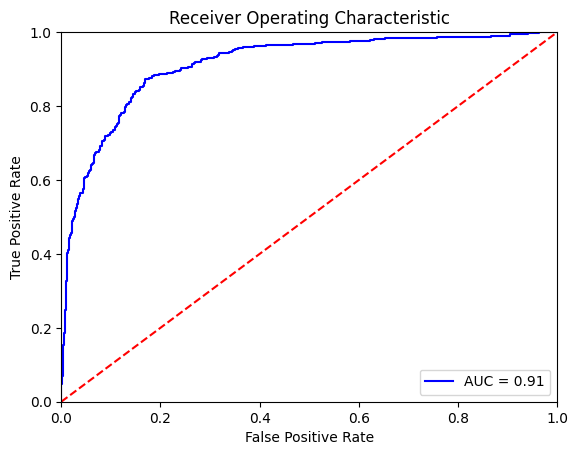 Receiver Operating Characteristic
1.0
0.8
0.6
0.4
0.2
0.0
True Positive Rate
AUC = 0.91
0.0 0.2 0.4 0.6 0.8 1.0
False Positive Rate